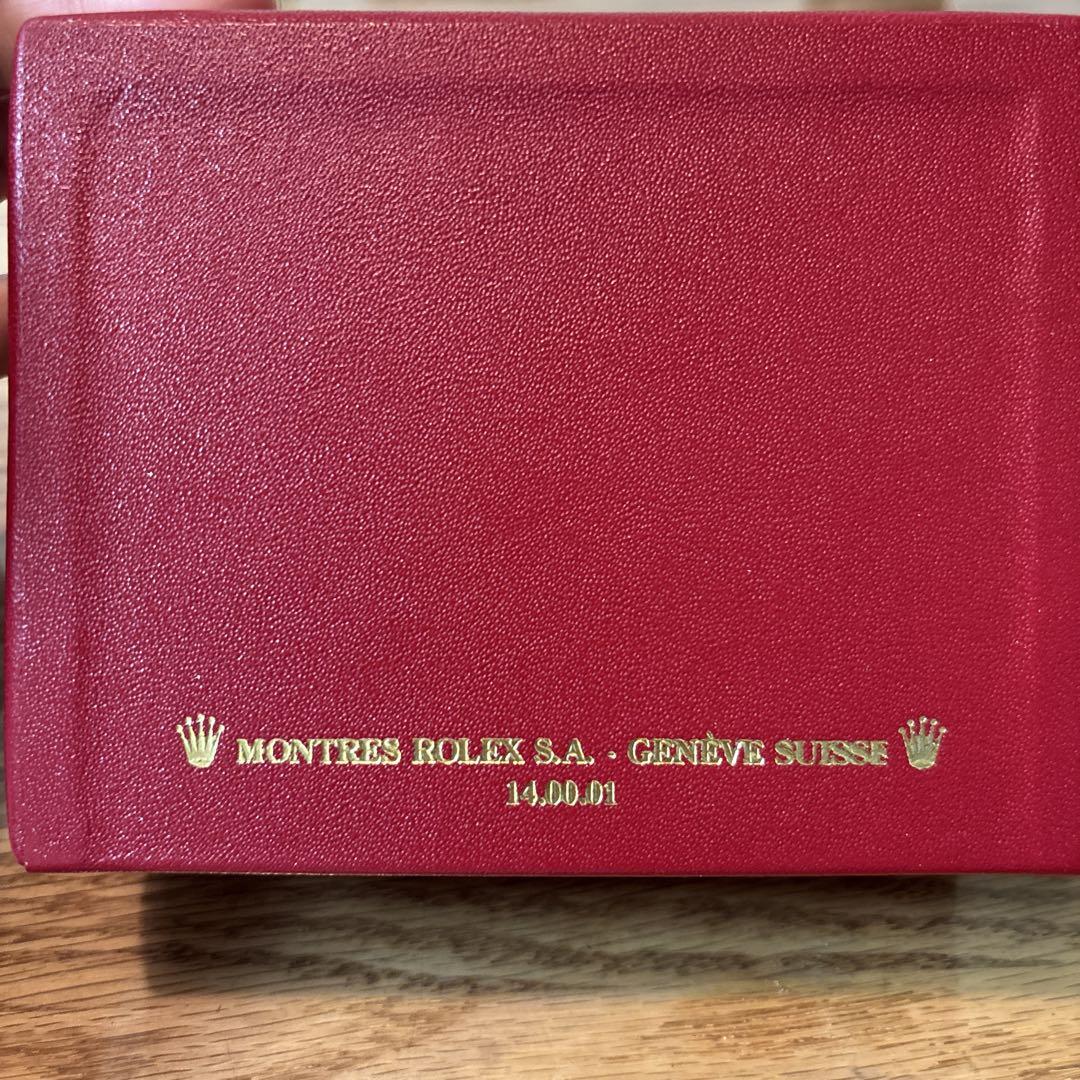 MONTRES ROLEX S.A. · GENÈVE SUISSE
14.00.01